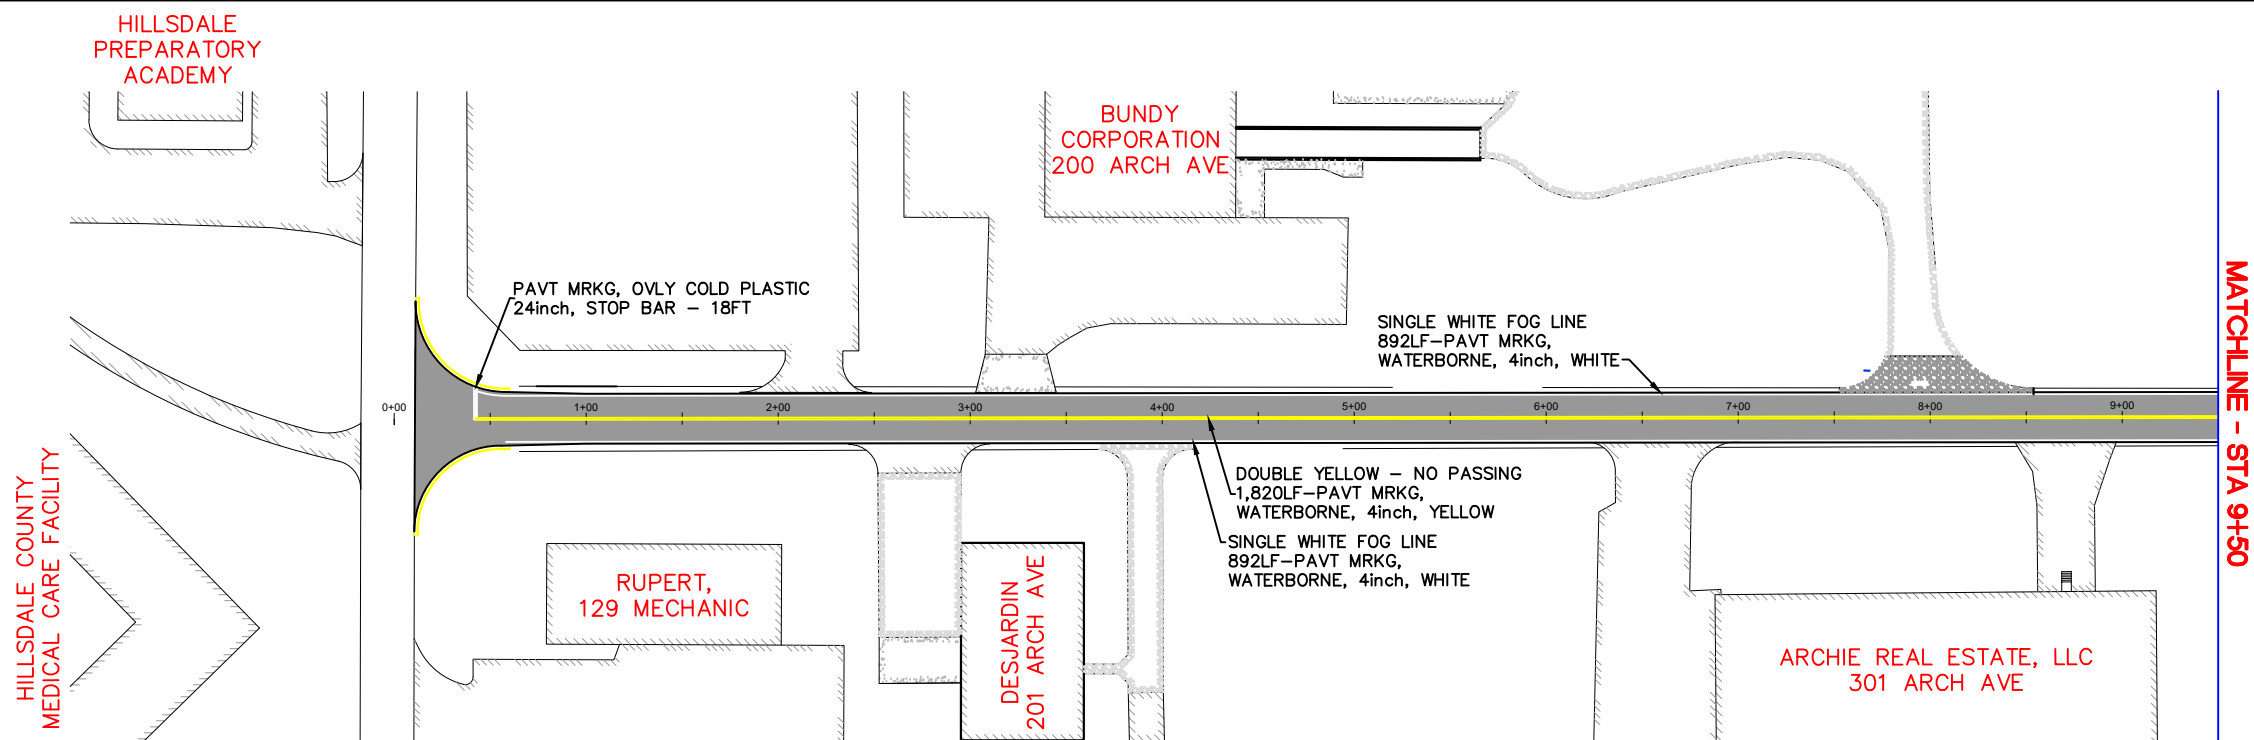 HILLSDALE
PREPARATORY
ACADEMY
BUNDY
CORPORATION
200 ARCH AVE
PAVT MRKG, OVLY COLD PLASTIC
24inch, STOP BAR – 18FT
SINGLE WHITE FOG LINE
892LF–PAVT MRKG,
WATERBORNE, 4inch, WHITE
MATCHLINE - STA 9+50
0+00
1+00
2+00
3+00
4+00
5+00
6+00
7+00
8+00
9+00
DOUBLE YELLOW – NO PASSING
1,820LF–PAVT MRKG,
WATERBORNE, 4inch, YELLOW
SINGLE WHITE FOG LINE
892LF–PAVT MRKG,
WATERBORNE, 4inch, WHITE
HILLSDALE COUNTY
MEDICAL CARE FACILITY
RUPERT,
129 MECHANIC
DESJARDIN
201 ARCH AVE
ARCHIE REAL ESTATE, LLC
301 ARCH AVE